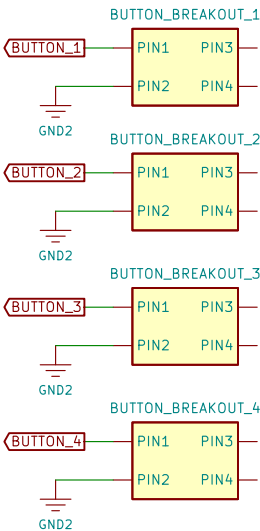 BUTTON_BREAKOUT_1
BUTTON_1 PIN1 PIN3
PIN2 PIN4
GND2
BUTTON_BREAKOUT_2
BUTTON_2 PIN1 PIN3
PIN2 PIN4
GND2
BUTTON_BREAKOUT_3
BUTTON_3 PIN1 PIN3
PIN2 PIN4
GND2
BUTTON_BREAKOUT_4
BUTTON_4 PIN1 PIN3
PIN2 PIN4
GND2